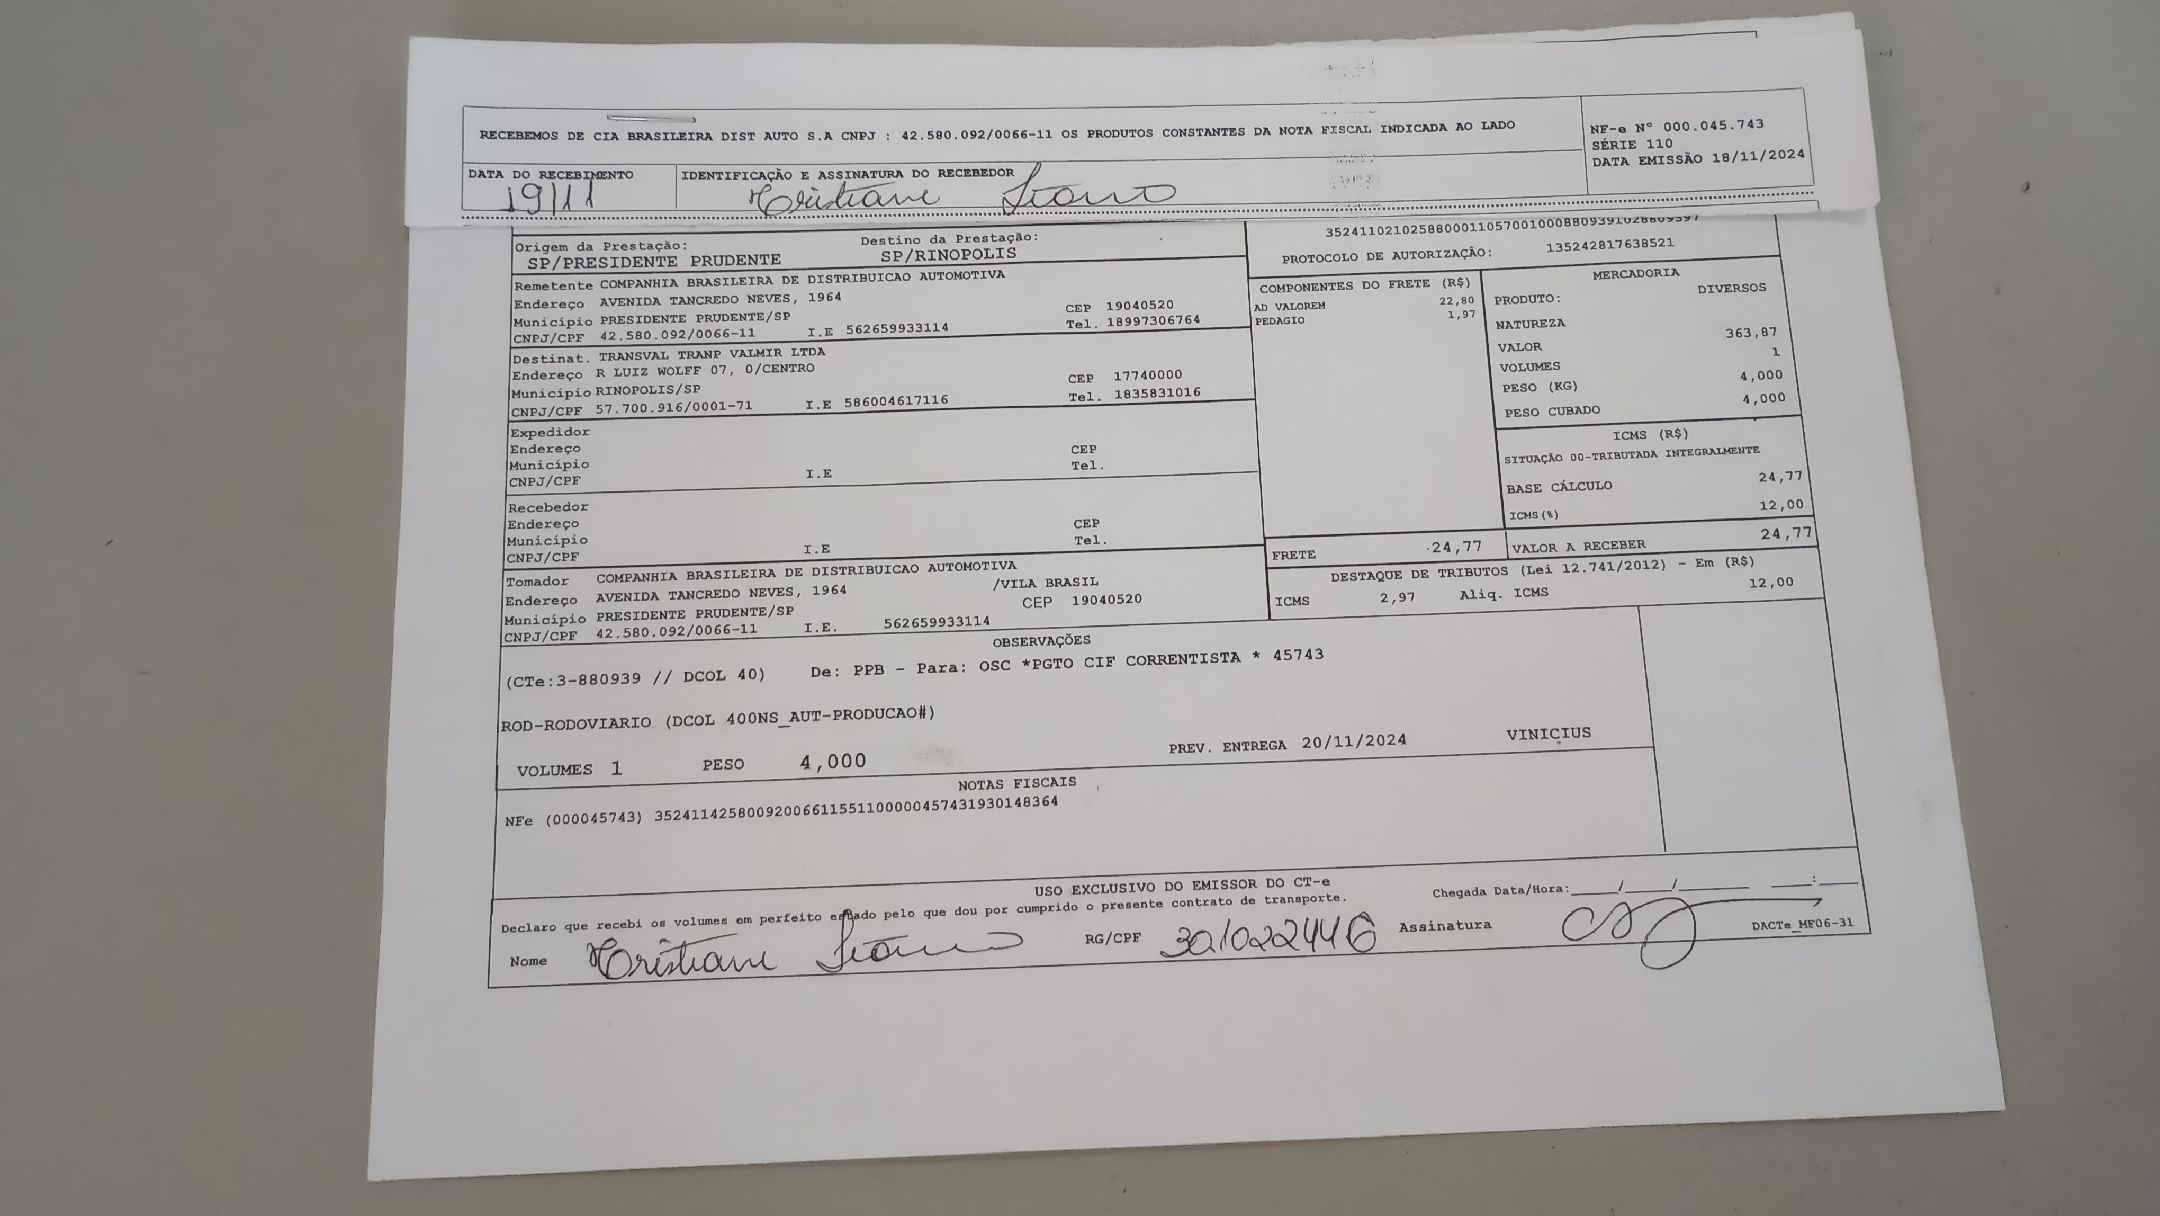 RECEBEMOS DE CIA BRASILEIRA DIST AUTO S.A CNPJ : 42.580.092/0066-11 OS PRODUTOS CONSTANTES DA NOTA FISCAL INDICADA AO LADO
NF-e Nº 000.045.743
SÉRIE 110
DATA EMISSÃO 18/11/2024
DATA DO RECEBIMENTO
19/11
IDENTIFICAÇÃO E ASSINATURA DO RECEBEDOR
Cristiane
Origem da Prestação:
SP/PRESIDENTE PRUDENTE
Destino da Prestação:
SP/RINOPOLIS
PROTOCOLO DE AUTORIZAÇÃO: 135242817638521
Remetente COMPANHIA BRASILEIRA DE DISTRIBUICAO AUTOMOTIVA
Endereço AVENIDA TANCREDO NEVES, 1964 CEP 19040520
Município PRESIDENTE PRUDENTE/SP Tel. 18997306764
CNPJ/CPF 42.580.092/0066-11 I.E 562659933114
Destinat. TRANSVAL TRANP VALMIR LTDA
Endereço R LUIZ WOLFF 07, 0/CENTRO CEP 17740000
Município RINOPOLIS/SP Tel. 1835831016
CNPJ/CPF 57.700.916/0001-71 I.E 586004617116
Expedidor
Endereço CEP
Município Tel.
CNPJ/CPF I.E
Recebedor
Endereço CEP
Município Tel.
CNPJ/CPF I.E
Tomador COMPANHIA BRASILEIRA DE DISTRIBUICAO AUTOMOTIVA
Endereço AVENIDA TANCREDO NEVES, 1964 /VILA BRASIL
Município PRESIDENTE PRUDENTE/SP CEP 19040520
CNPJ/CPF 42.580.092/0066-11 I.E. 562659933114
COMPONENTES DO FRETE (R$)
AD VALOREM 22,80
PEDAGIO 1,97
MERCADORIA
PRODUTO: DIVERSOS
NATUREZA
VALOR 363,87
VOLUMES 1
PESO (KG) 4,000
PESO CUBADO 4,000
ICMS (R$)
SITUAÇÃO 00-TRIBUTADA INTEGRALMENTE
BASE CÁLCULO 24,77
ICMS(%) 12,00
FRETE 24,77 VALOR A RECEBER 24,77
DESTAQUE DE TRIBUTOS (Lei 12.741/2012) - Em (R$)
ICMS 2,97 Aliq. ICMS 12,00
OBSERVAÇÕES
(CTe:3-880939 // DCOL 40) De: PPB - Para: OSC *PGTO CIF CORRENTISTA * 45743
ROD-RODOVIARIO (DCOL 400NS_AUT-PRODUCAO#)
VOLUMES 1 PESO 4,000 PREV. ENTREGA 20/11/2024 VINICIUS
NOTAS FISCAIS
NFe (000045743) 35241142580092006611551100000457431930148364
USO EXCLUSIVO DO EMISSOR DO CT-e
Chegada Data/Hora:____/____/______ ____:____
Declaro que recebi os volumes em perfeito estado pelo que dou por cumprido o presente contrato de transporte.
Nome Cristiane RG/CPF Assinatura
DACTe_MF06-31